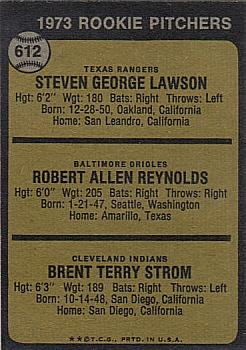 1973 ROOKIE PITCHERS
612
TEXAS RANGERS
STEVEN GEORGE LAWSON
Hgt: 6'2" Wgt: 180 Bats: Right Throws: Left
Born: 12-28-50, Oakland, California
Home: San Leandro, California
BALTIMORE ORIOLES
ROBERT ALLEN REYNOLDS
Hgt: 6'0" Wgt: 205 Bats: Right Throws: Right
Born: 1-21-47, Seattle, Washington
Home: Amarillo, Texas
CLEVELAND INDIANS
BRENT TERRY STROM
Hgt: 6'3" Wgt: 189 Bats: Right Throws: Left
Born: 10-14-48, San Diego, California
Home: San Diego, California
★★©T.C.G., PRTD. IN U.S.A.